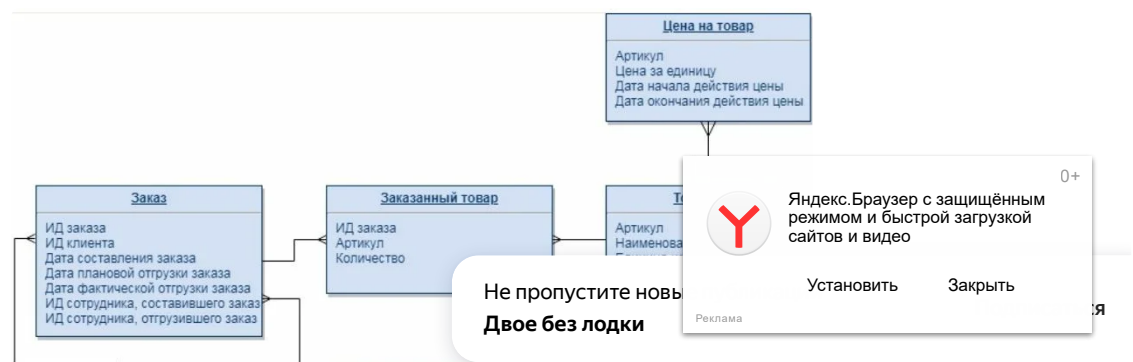 Цена на товар
Артикул
Цена за единицу
Дата начала действия цены
Дата окончания действия цены
Заказ
ИД заказа
ИД клиента
Дата составления заказа
Дата плановой отгрузки заказа
Дата фактической отгрузки заказа
ИД сотрудника, составившего заказ
ИД сотрудника, отгрузившего заказ
Заказанный товар
ИД заказа
Артикул
Количество
Артикул
0+
Яндекс.Браузер с защищённым
режимом и быстрой загрузкой
сайтов и видео
Установить Закрыть
Реклама
Не пропустите
Двое без лодки